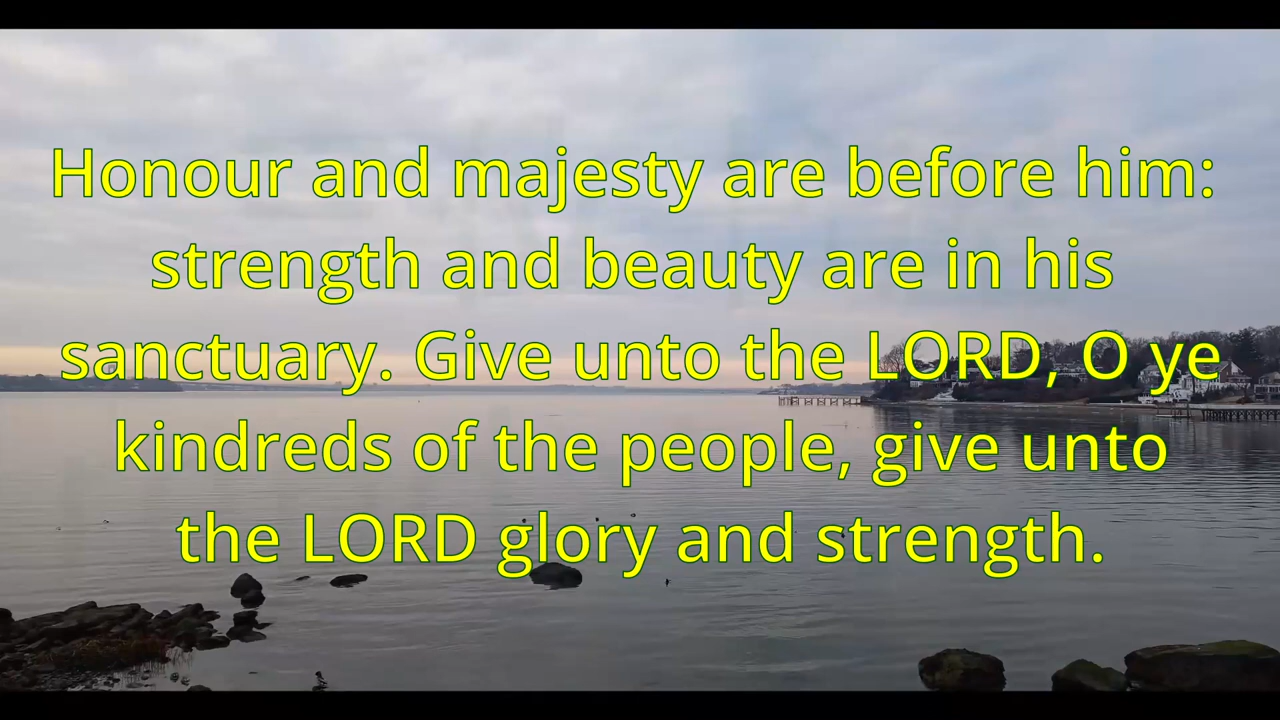 Honour and majesty are before him:
strength and beauty are in his
sanctuary. Give unto the LORD, O ye
kindreds of the people, give unto
the LORD glory and strength.